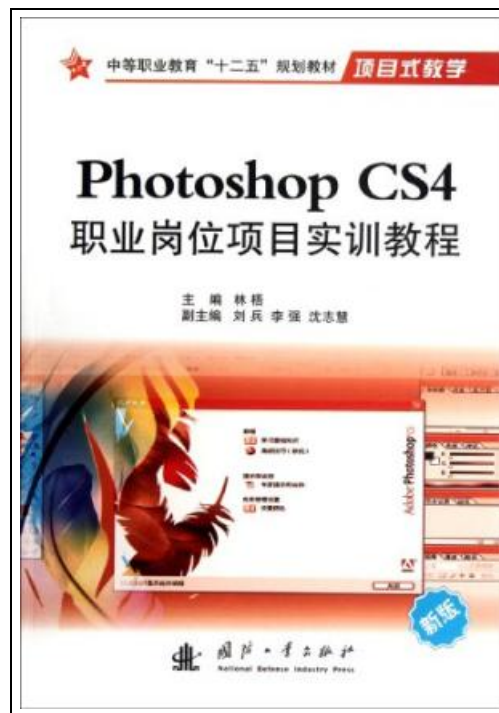 中等职业教育“十二五”规划教材 项目式教学
Photoshop CS4
职业岗位项目实训教程
主 编 林梧
副主编 刘兵 李强 沈志慧
Adobe Photoshop
新版
国防工业出版社
National Defense Industry Press